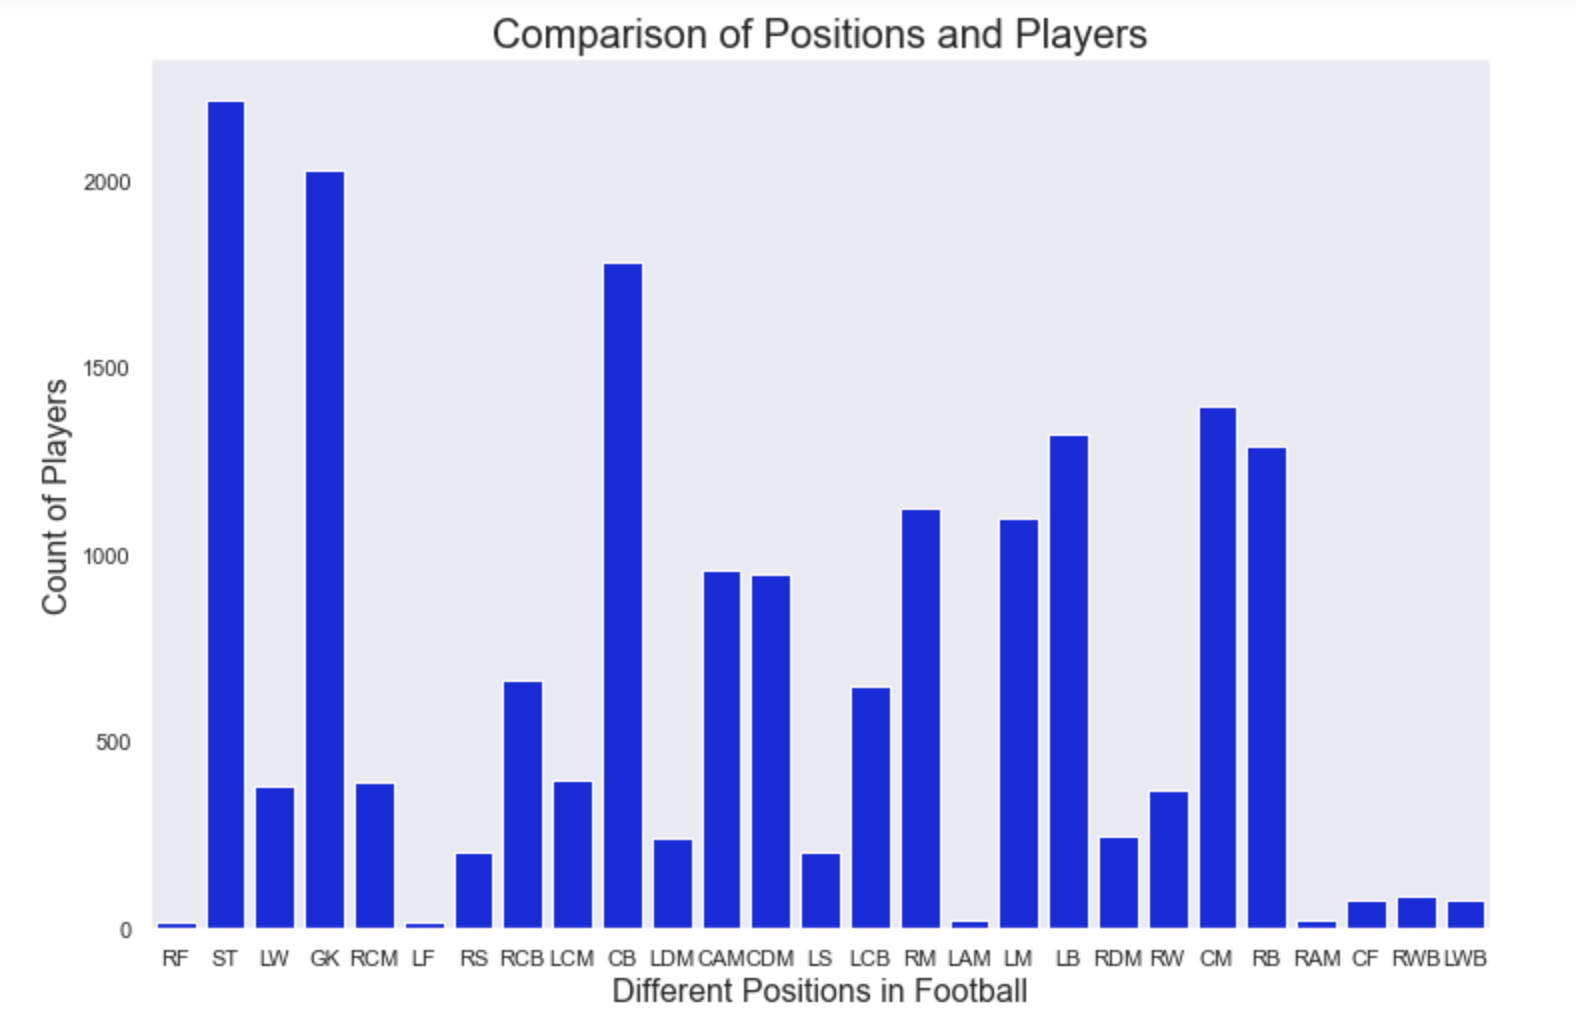 Comparison of Positions and Players
Count of Players
2000
1500
1000
500
0
RF ST LW GK RCM LF RS RCB LCM CB LDM CAM CDM LS LCB RM LAM LM LB RDM RW CM RB RAM CF RWB LWB
Different Positions in Football